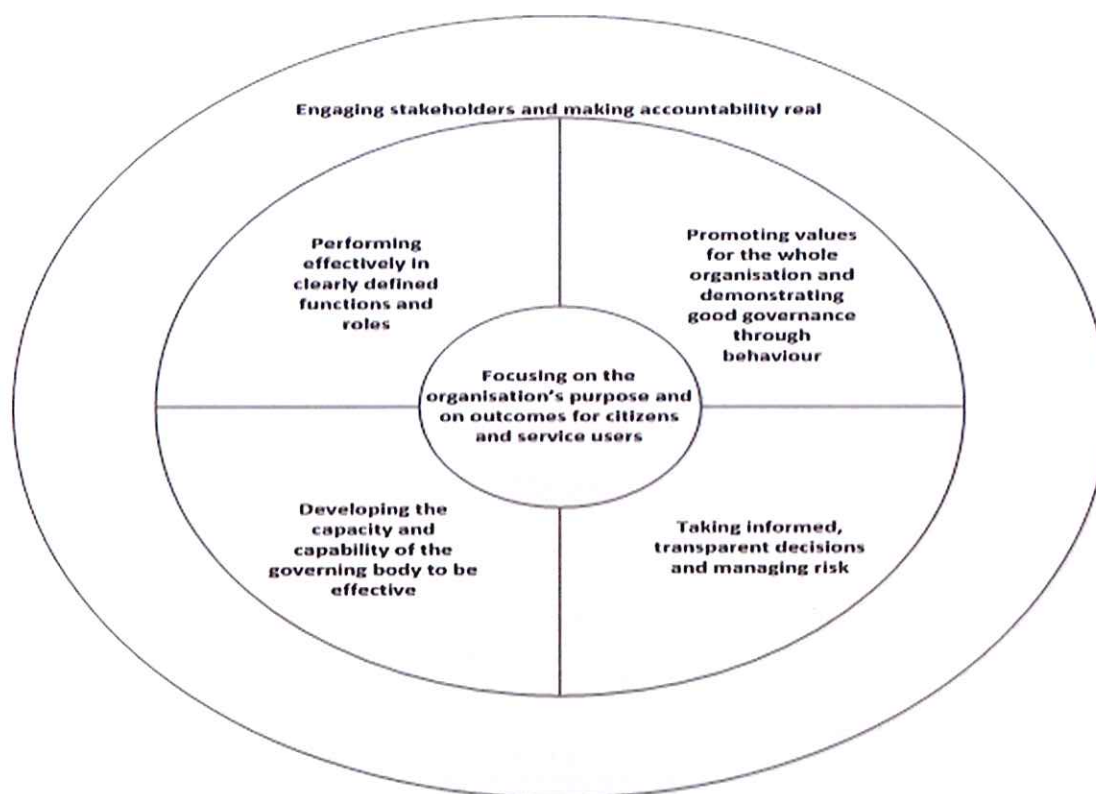 Engaging stakeholders and making accountability real
Performing
effectively in
clearly defined
functions and
roles
Promoting values
for the whole
organisation and
demonstrating
good governance
through
behaviour
Focusing on the
organisation's purpose and
on outcomes for citizens
and service users
Developing the
capacity and
capability of the
governing body to be
effective
Taking informed,
transparent decisions
and managing risk